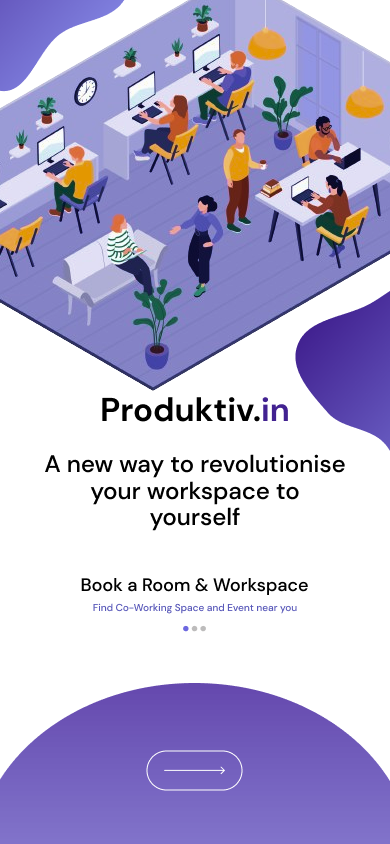 Produktiv.in
A new way to revolutionise
your workspace to
yourself
Book a Room & Workspace
Find Co-Working Space and Event near you